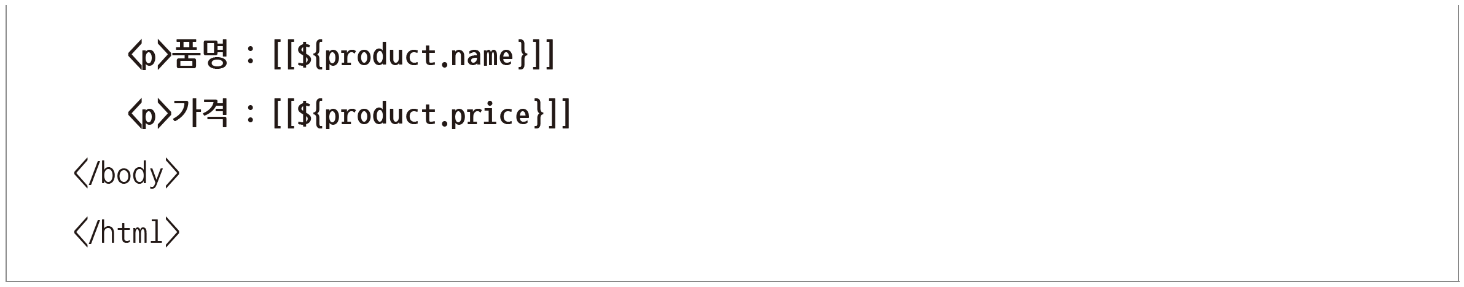 <p>품명 : [[${product.name}]]
<p>가격 : [[${product.price}]]
</body>
</html>